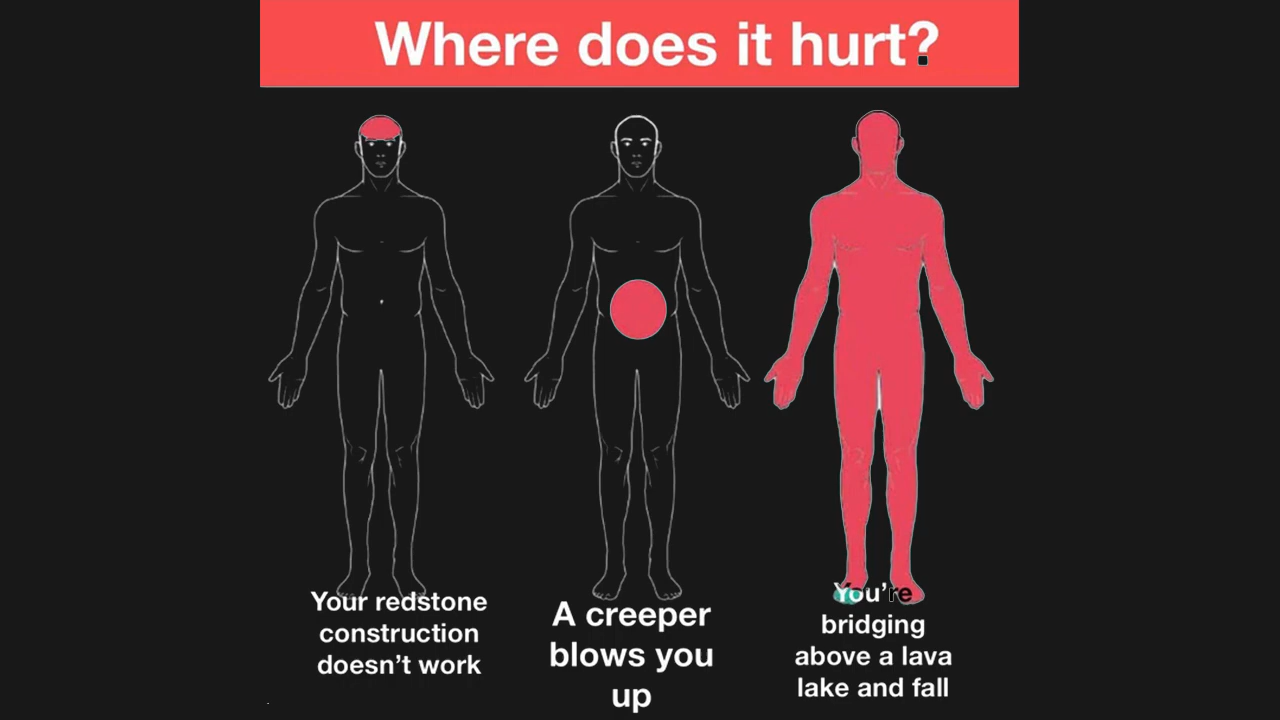 Where does it hurt?
Your redstone
construction
doesn’t work
A creeper
blows you
up
You’re
bridging
above a lava
lake and fall